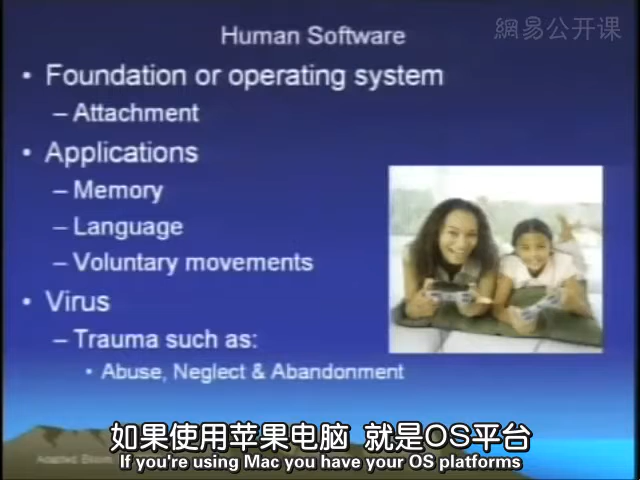 網易公开课
Human Software
• Foundation or operating system
– Attachment
• Applications
– Memory
– Language
– Voluntary movements
• Virus
– Trauma such as:
• Abuse, Neglect & Abandonment
如果使用苹果电脑 就是OS平台
Adapted
If you're using Mac you have your OS platforms